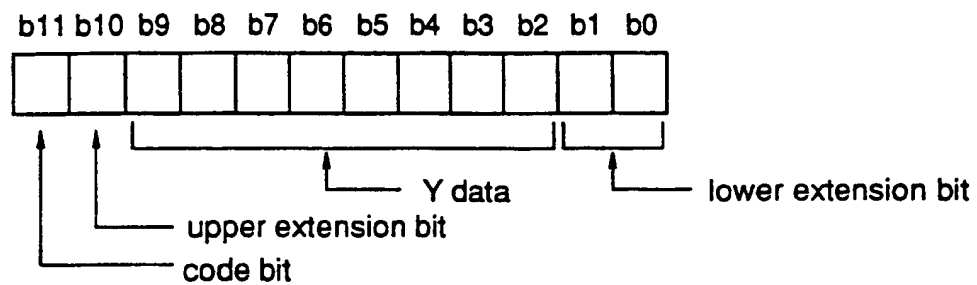 b11 b10 b9 b8 b7 b6 b5 b4 b3 b2 b1 b0
Y data
lower extension bit
upper extension bit
code bit